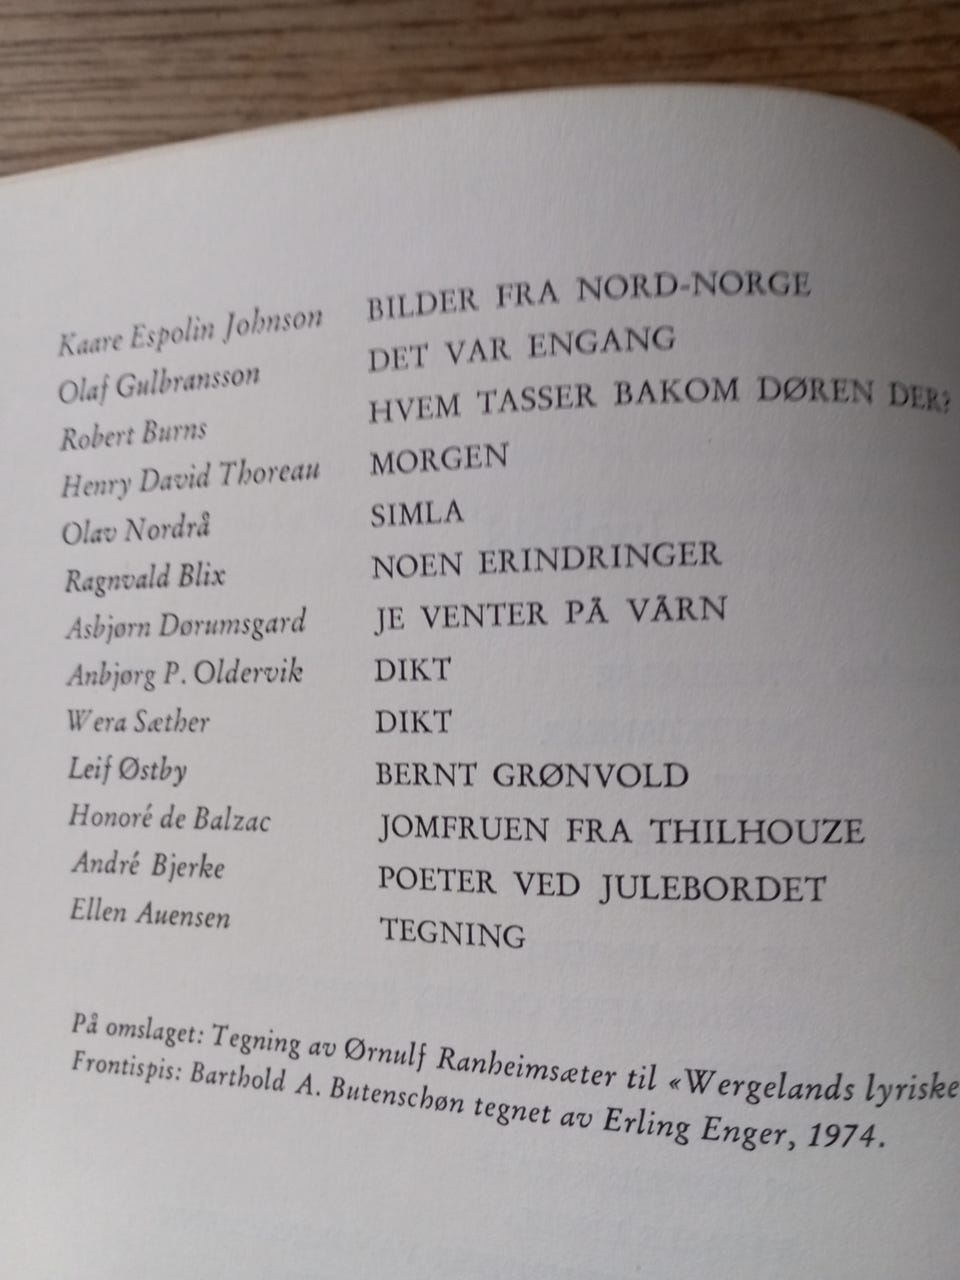 Kaare Espolin Johnson BILDER FRA NORD-NORGE
Olaf Gulbransson DET VAR ENGANG
Robert Burns HVEM TASSER BAKOM DØREN DER?
Henry David Thoreau MORGEN
Olav Nordrå SIMLA
Ragnvald Blix NOEN ERINDRINGER
Asbjørn Dørumsgard JE VENTER PÅ VÅRN
Anbjørg P. Oldervik DIKT
Wera Sæther DIKT
Leif Østby BERNT GRØNVOLD
Honoré de Balzac JOMFRUEN FRA THILHOUZE
André Bjerke POETER VED JULEBORDET
Ellen Auensen TEGNING
På omslaget: Tegning av Ørnulf Ranheimsæter til «Wergelands lyriske
Frontispis: Barthold A. Butenschøn tegnet av Erling Enger, 1974.